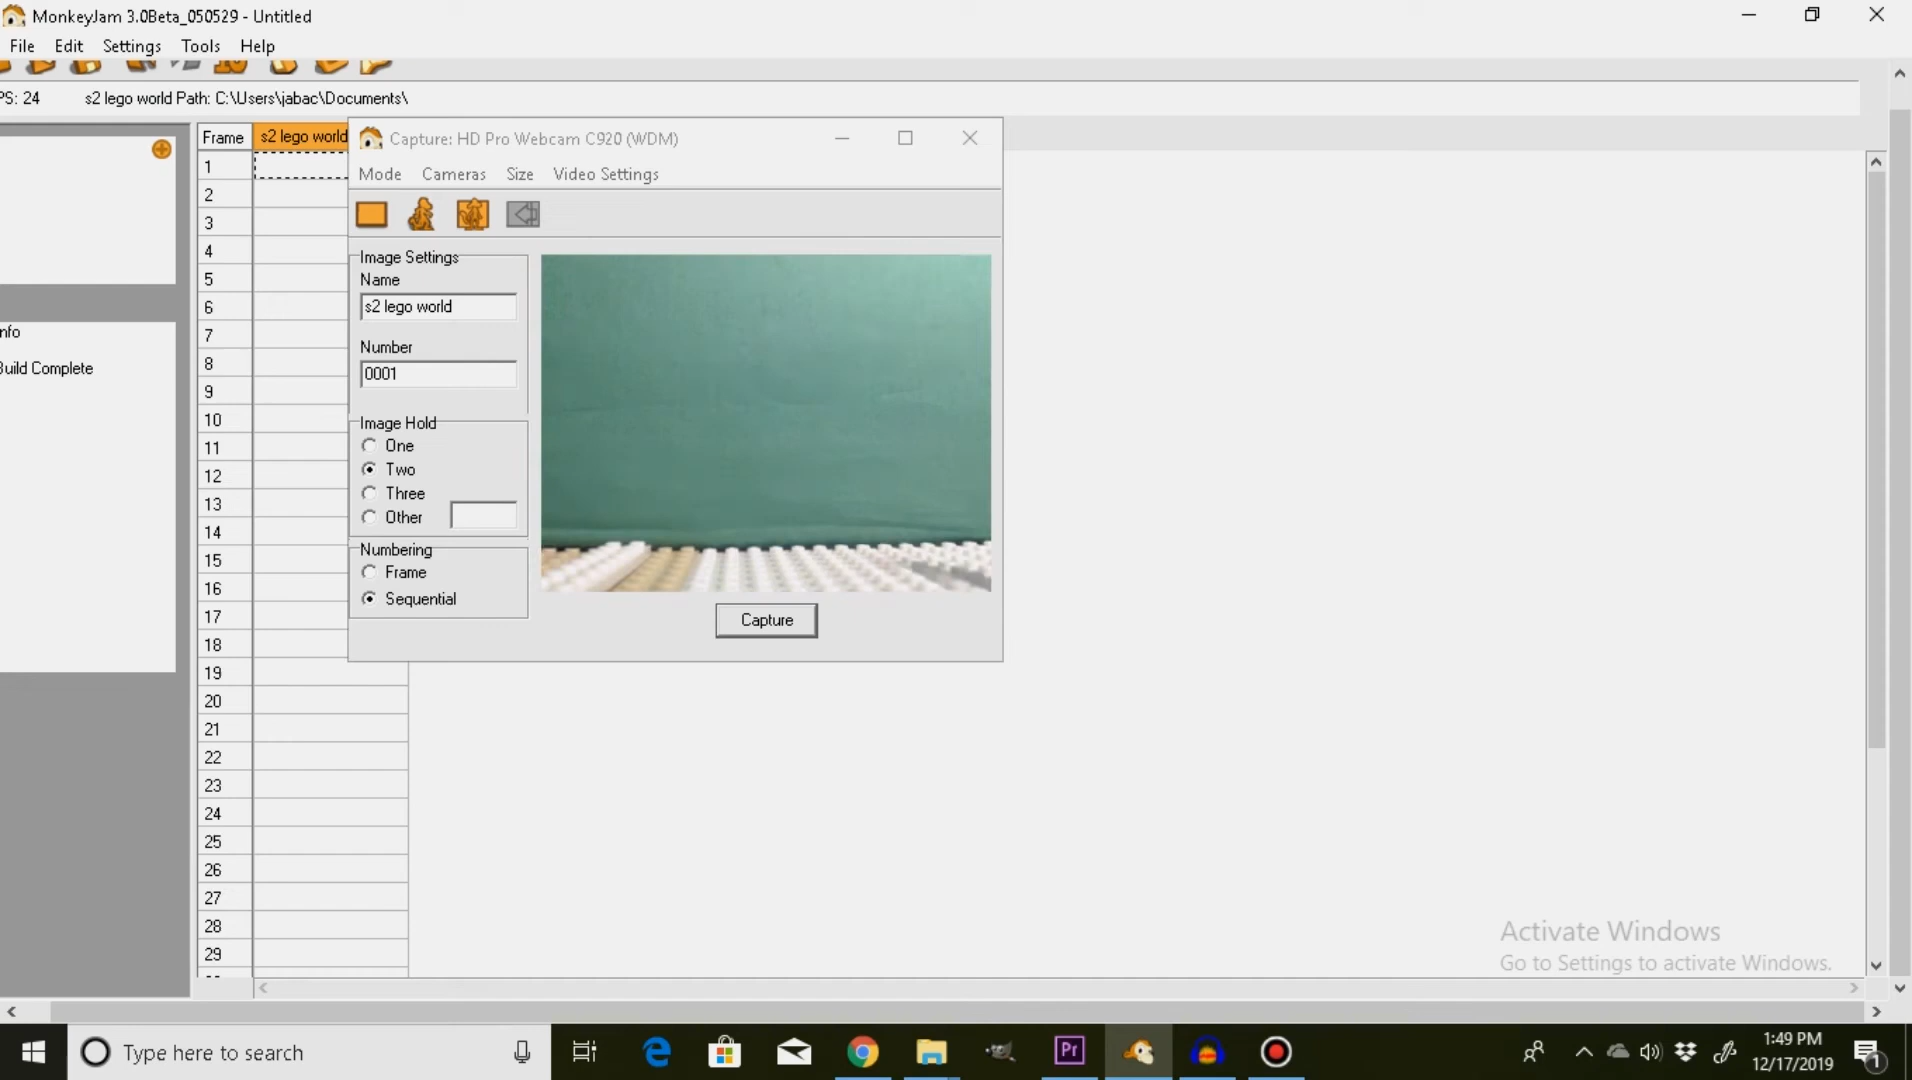 MonkeyJam 3.0Beta_050529 - Untitled
File Edit Settings Tools Help
PS: 24 s2 lego world Path: C:\Users\jabac\Documents\
Frame s2 lego world
Capture: HD Pro Webcam C920 (WDM)
Mode Cameras Size Video Settings
Image Settings
Name
s2 lego world
Number
0001
Image Hold
One
Two
Three
Other
Numbering
Frame
Sequential
Capture
nfo
Build Complete
1
2
3
4
5
6
7
8
9
10
11
12
13
14
15
16
17
18
19
20
21
22
23
24
25
26
27
28
29
Activate Windows
Go to Settings to activate Windows.
Type here to search
Pr
1:49 PM
12/17/2019
1